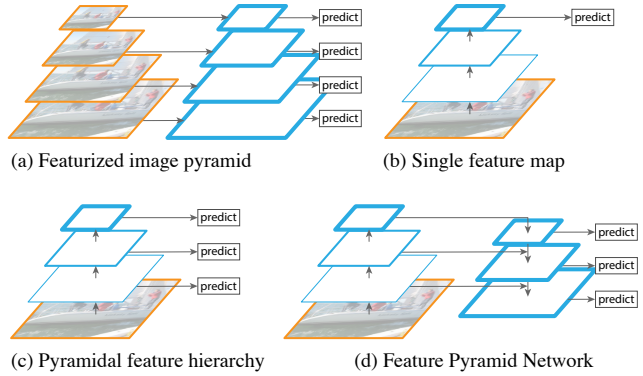 predict
predict
predict
predict
(a) Featurized image pyramid
predict
(b) Single feature map
predict
predict
predict
(c) Pyramidal feature hierarchy
predict
predict
predict
(d) Feature Pyramid Network